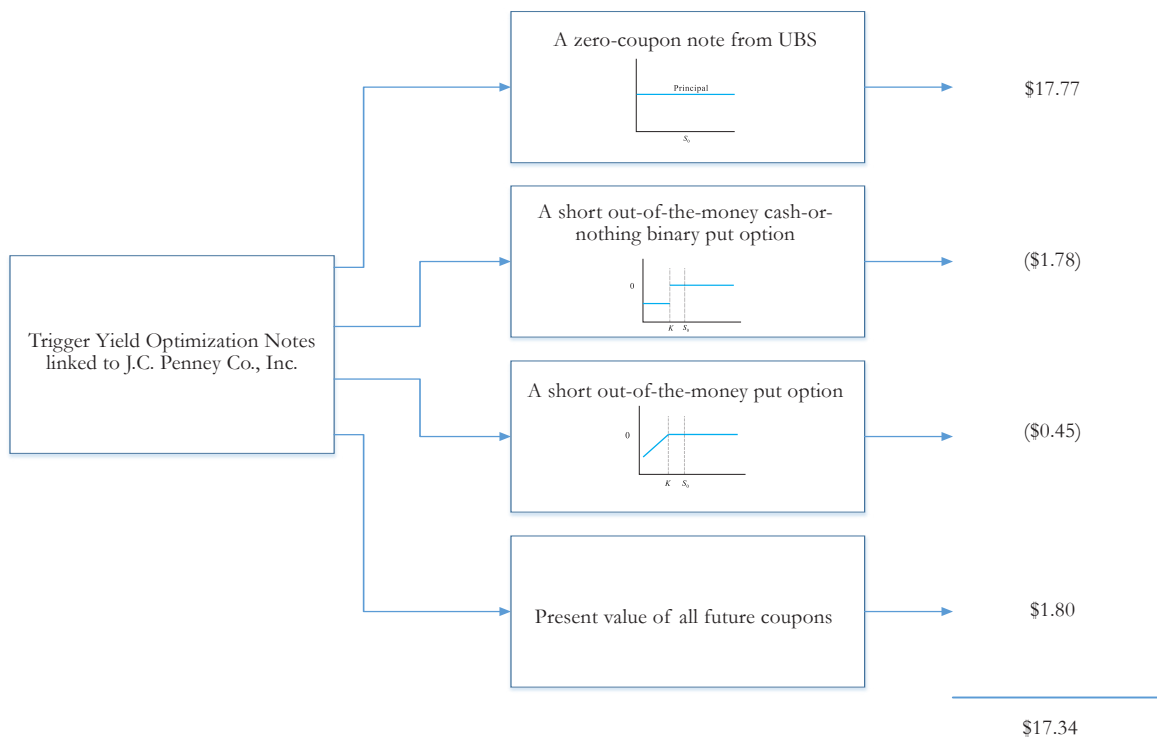 A zero-coupon note from UBS
Principal
S₀
$17.77
A short out-of-the-money cash-or-
nothing binary put option
0
K S₀
($1.78)
Trigger Yield Optimization Notes
linked to J.C. Penney Co., Inc.
A short out-of-the-money put option
0
K S₀
($0.45)
Present value of all future coupons
$1.80
$17.34